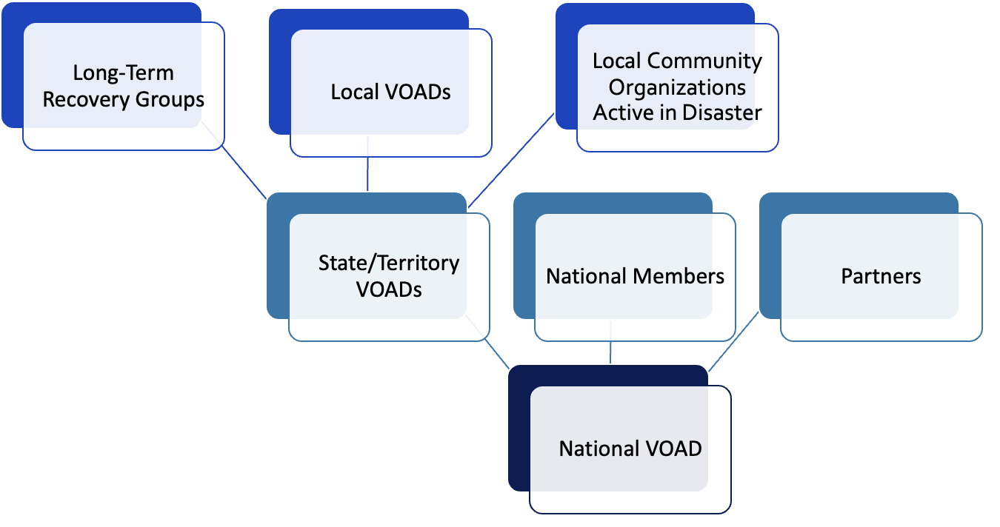 Long-Term
Recovery Groups
Local VOADs
Local Community
Organizations
Active in Disaster
State/Territory
VOADs
National Members
Partners
National VOAD